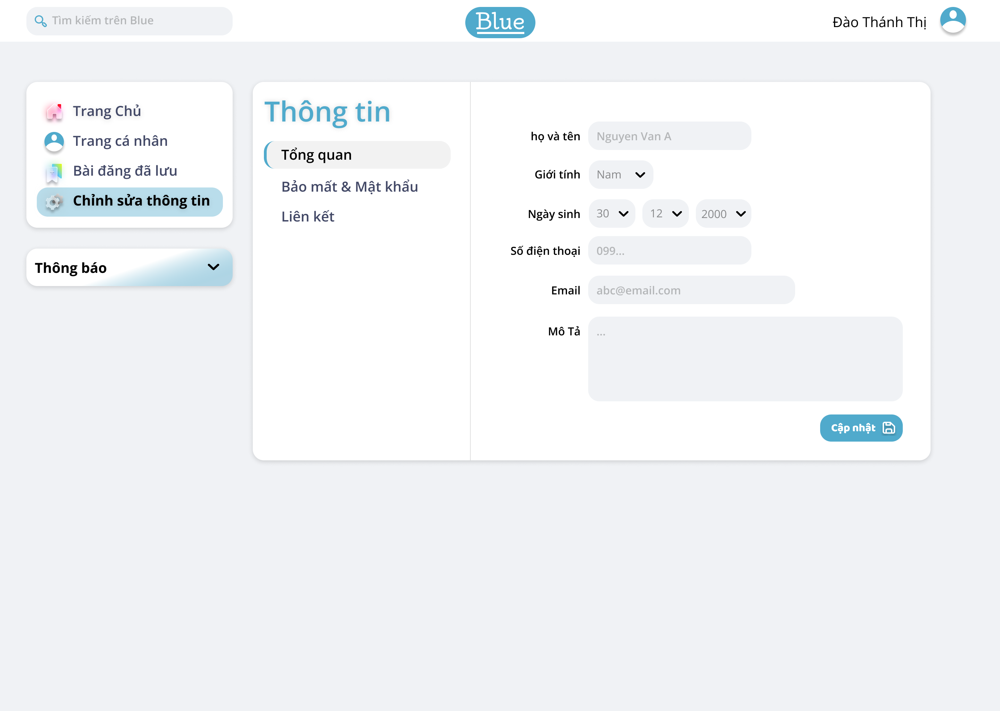 Tìm kiếm trên Blue
Blue
Đào Thánh Thị
Trang Chủ
Trang cá nhân
Bài đăng đã lưu
Chỉnh sửa thông tin
Thông báo
Thông tin
Tổng quan
Bảo mất & Mật khẩu
Liên kết
họ và tên
Nguyen Van A
Giới tính
Nam
Ngày sinh
30
12
2000
Số điện thoại
099...
Email
abc@email.com
Mô Tả
...
Cập nhật